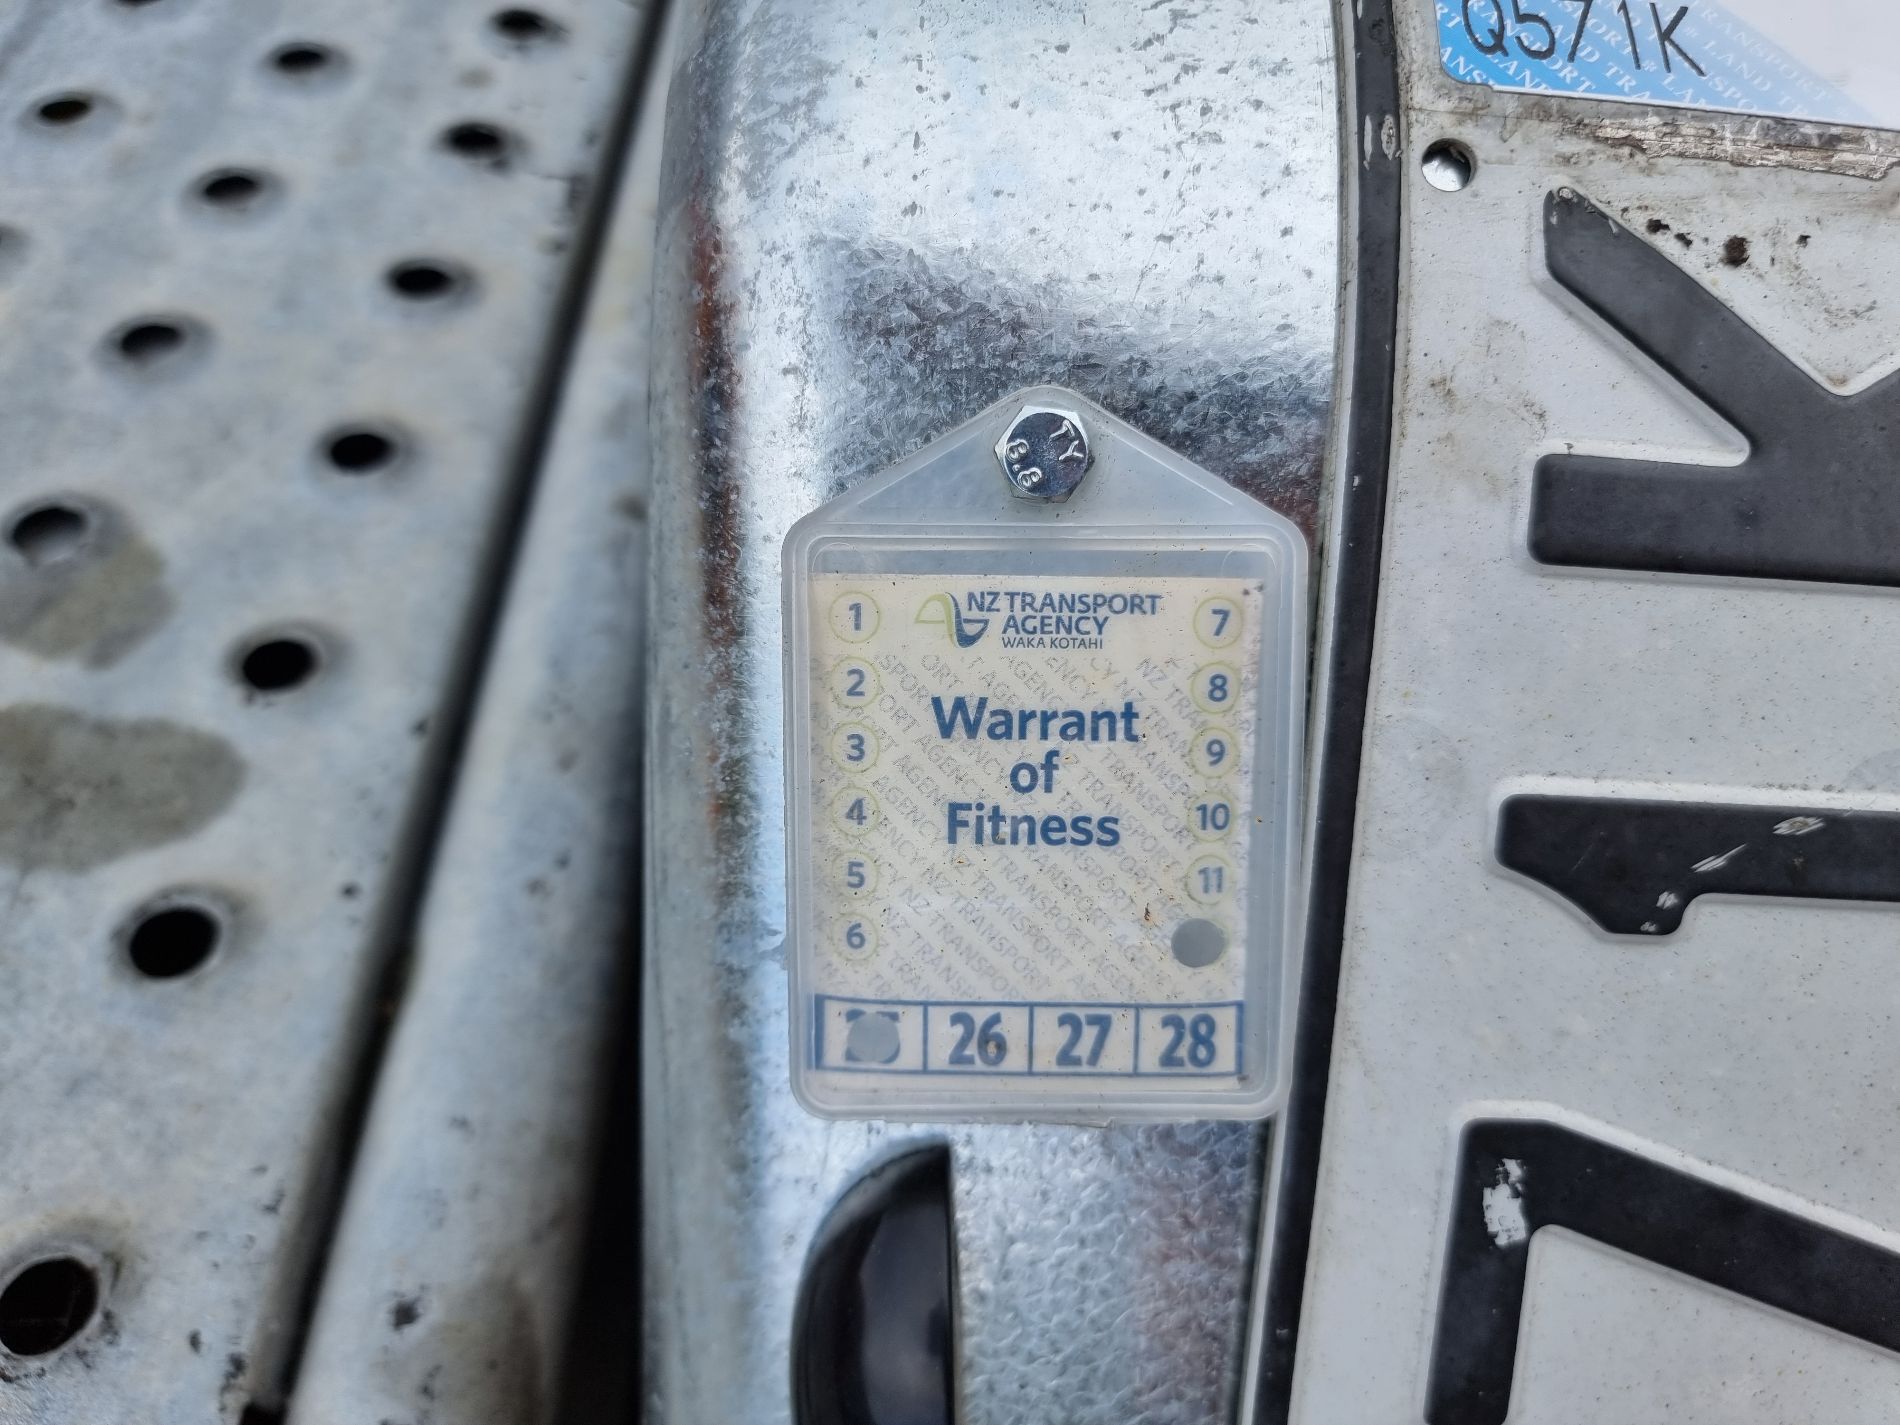 Q571K
TY
8.8
NZ TRANSPORT
AGENCY
WAKA KOTAHI
1
2
3
4
5
6
7
8
9
10
11
Warrant
of
Fitness
26 27 28